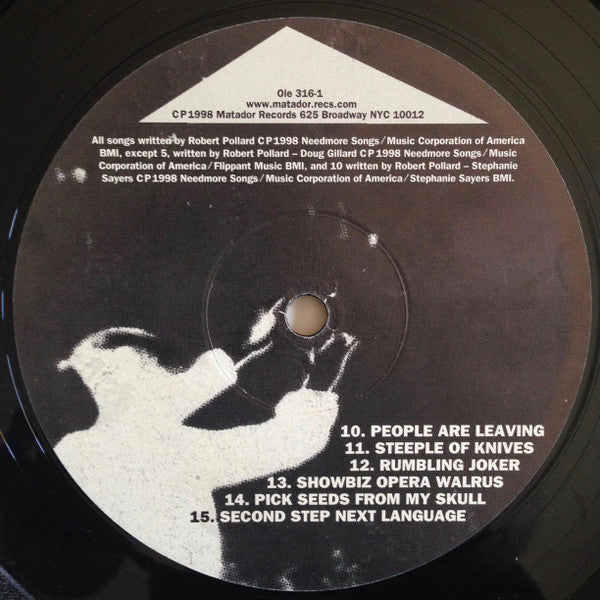 Ole 316-1
www.matador.recs.com
C P 1998 Matador Records 625 Broadway NYC 10012
All songs written by Robert Pollard C P 1998 Needmore Songs/Music Corporation of America
BMI, except 5, written by Robert Pollard – Doug Gillard C P 1998 Needmore Songs/Music
Corporation of America/Flippant Music BMI, and 10 written by Robert Pollard – Stephanie
Sayers C P 1998 Needmore Songs/Music Corporation of America/Stephanie Sayers BMI.
10. PEOPLE ARE LEAVING
11. STEEPLE OF KNIVES
12. RUMBLING JOKER
13. SHOWBIZ OPERA WALRUS
14. PICK SEEDS FROM MY SKULL
15. SECOND STEP NEXT LANGUAGE